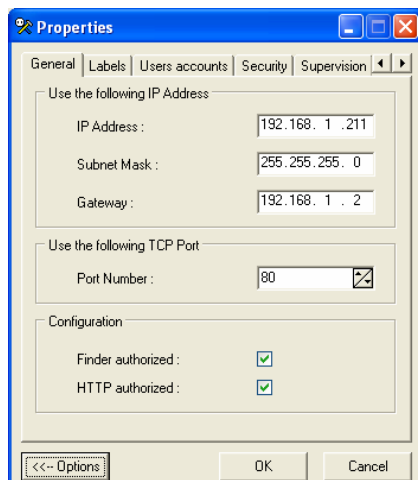 Properties
General Labels Users accounts Security Supervision
Use the following IP Address
IP Address : 192.168. 1 .211
Subnet Mask : 255.255.255. 0
Gateway : 192.168. 1 . 2
Use the following TCP Port
Port Number : 80
Configuration
Finder authorized :
HTTP authorized :
<<-- Options OK Cancel